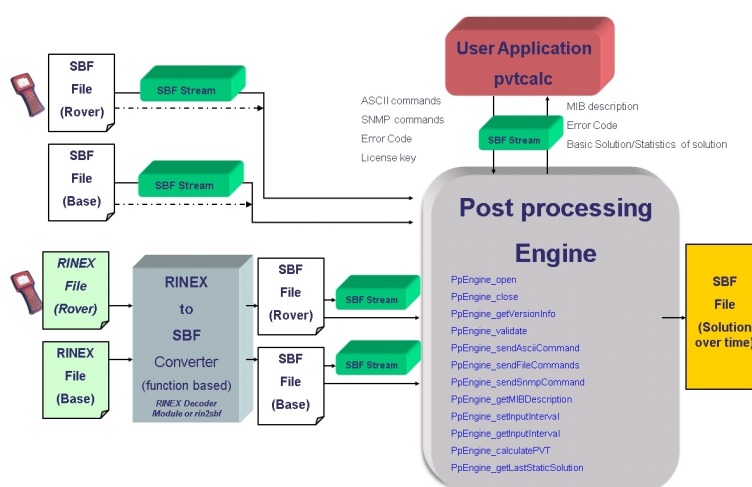 User Application
pvtcalc
SBF
File
(Rover)
SBF Stream
ASCII commands
SNMP commands
Error Code
License key
SBF Stream
MIB description
Error Code
Basic Solution/Statistics of solution
SBF
File
(Base)
SBF Stream
Post processing
Engine
PpEngine_open
PpEngine_close
PpEngine_getVersionInfo
PpEngine_validate
PpEngine_sendAsciiCommand
PpEngine_sendFileCommands
PpEngine_sendSnmpCommand
PpEngine_getMIBDescription
PpEngine_setInputInterval
PpEngine_getInputInterval
PpEngine_calculatePVT
PpEngine_getLastStaticSolution
RINEX
File
(Rover)
RINEX
File
(Base)
RINEX
to
SBF
Converter
(function based)
RINEX Decoder
Module or rin2sbf
SBF
File
(Rover)
SBF Stream
SBF
File
(Base)
SBF Stream
SBF
File
(Solution
over time)